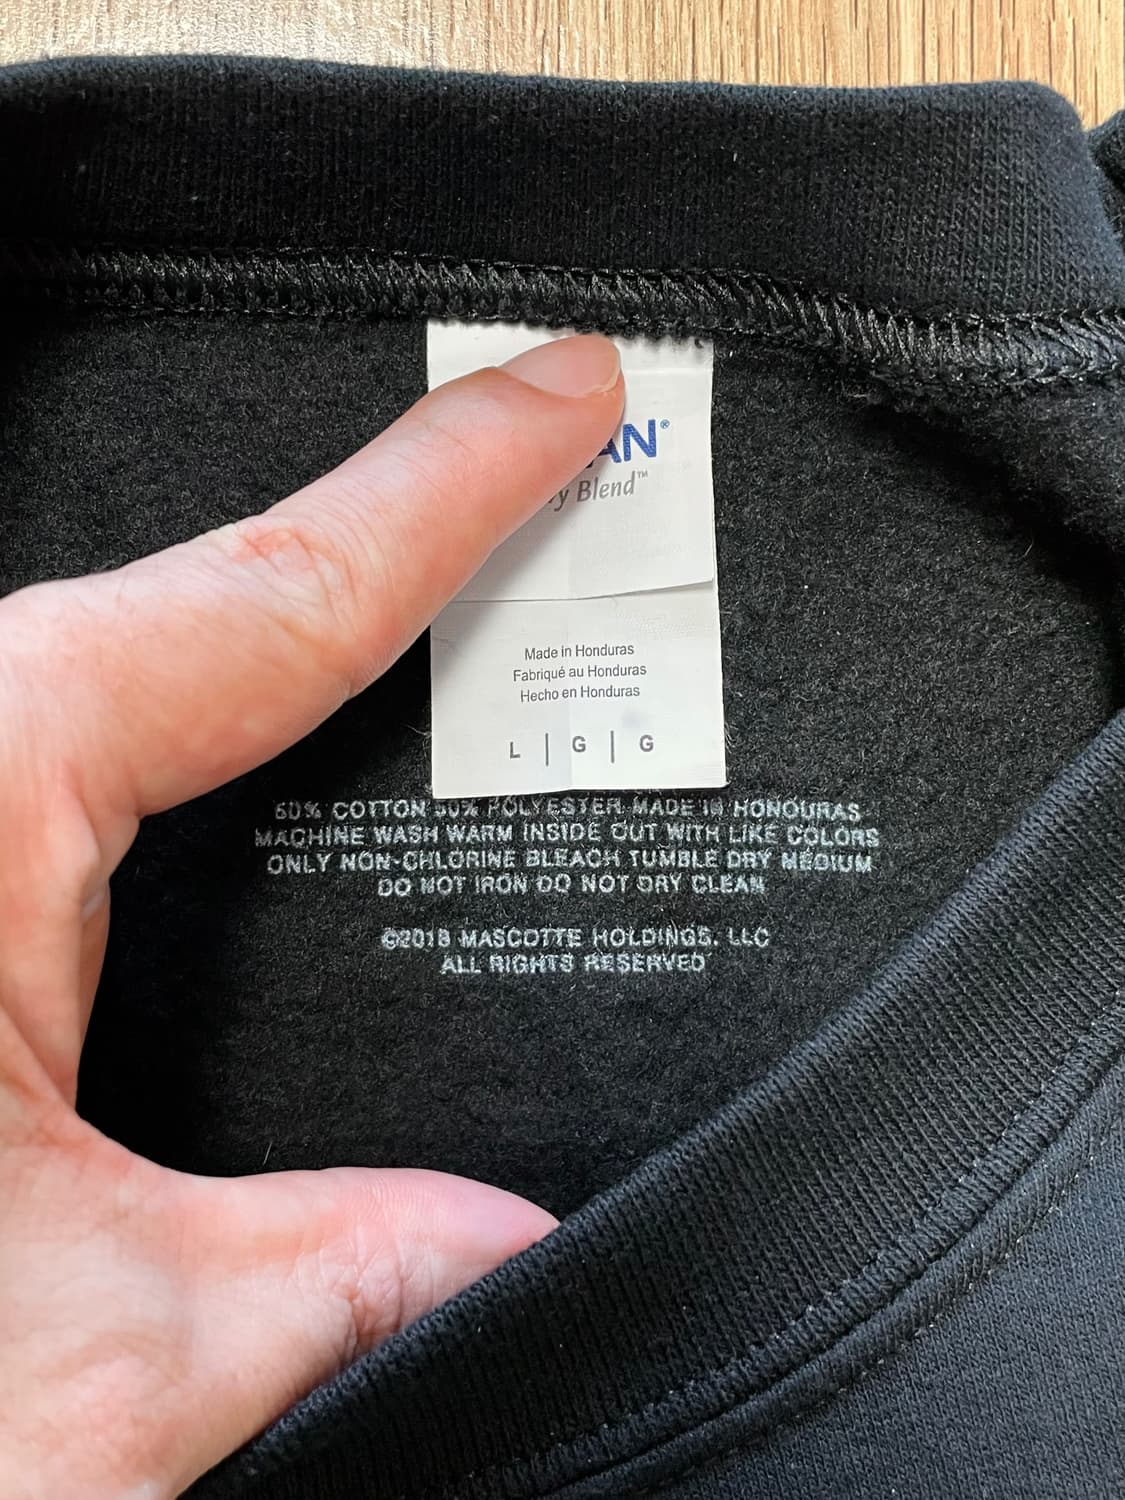 AN®
y Blend™
Made in Honduras
Fabriqué au Honduras
Hecho en Honduras
L | G | G
50% COTTON 50% POLYESTER MADE IN HONDURAS
MACHINE WASH WARM INSIDE OUT WITH LIKE COLORS
ONLY NON-CHLORINE BLEACH TUMBLE DRY MEDIUM
DO NOT IRON DO NOT DRY CLEAN
©2018 MASCOTTE HOLDINGS, LLC
ALL RIGHTS RESERVED